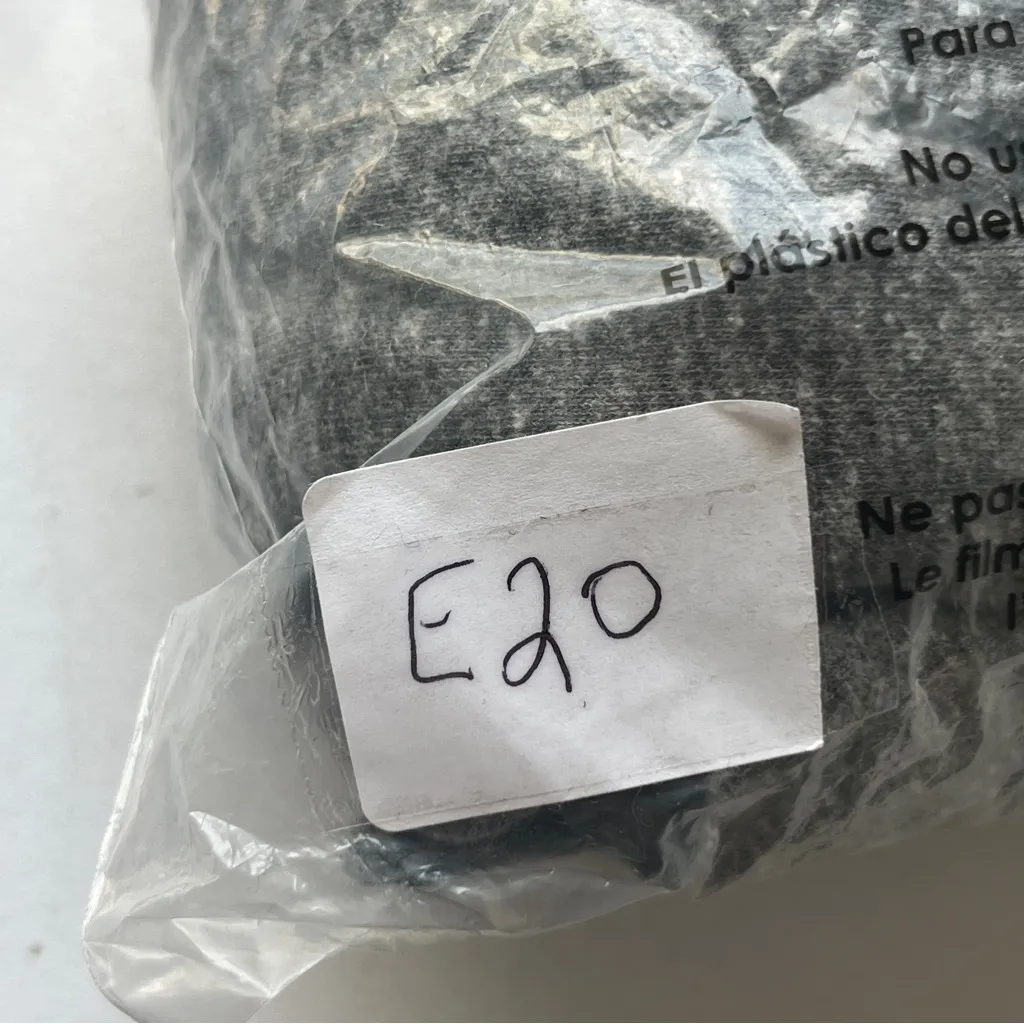 Para
No us
El plástico del
Ne pas
Le film
l'
E20